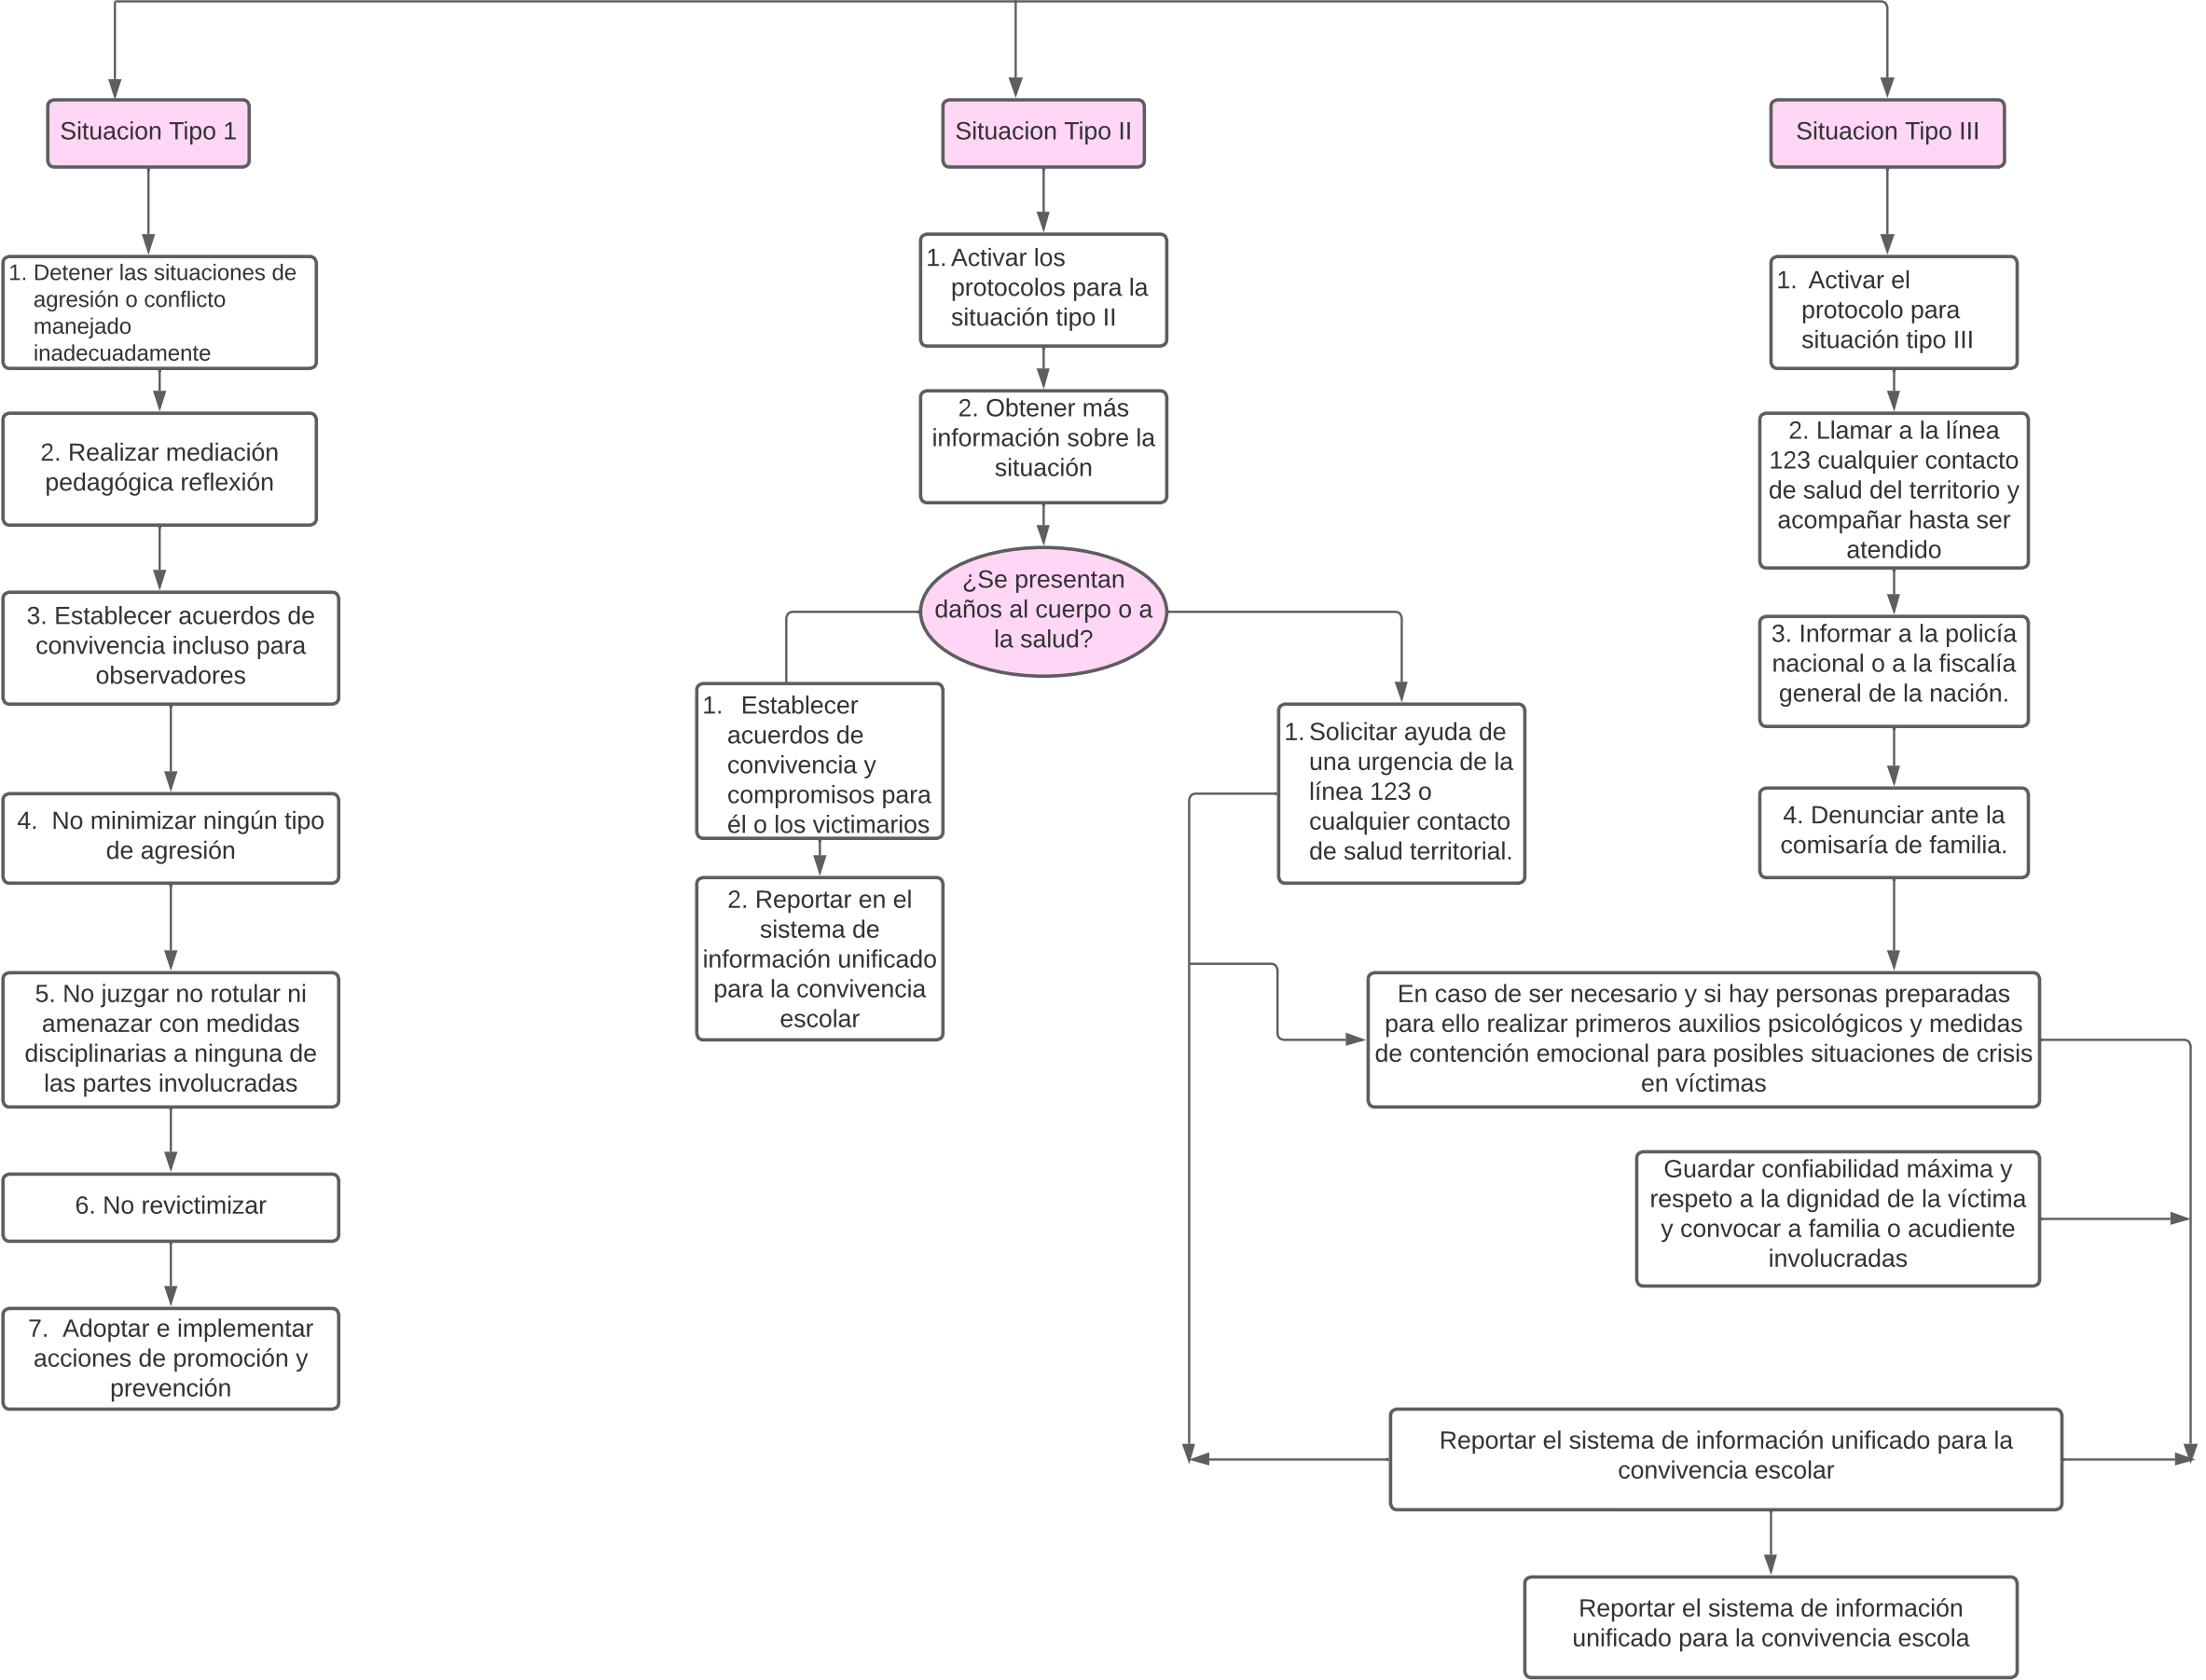 Situacion Tipo 1
1. Detener las situaciones de
agresión o conflicto
manejado
inadecuadamente
2. Realizar mediación
pedagógica reflexión
3. Establecer acuerdos de
convivencia incluso para
observadores
4. No minimizar ningún tipo
de agresión
5. No juzgar no rotular ni
amenazar con medidas
disciplinarias a ninguna de
las partes involucradas
6. No revictimizar
7. Adoptar e implementar
acciones de promoción y
prevención
Situacion Tipo II
1. Activar los
protocolos para la
situación tipo II
2. Obtener más
información sobre la
situación
¿Se presentan
daños al cuerpo o a
la salud?
1. Establecer
acuerdos de
convivencia y
compromisos para
él o los victimarios
2. Reportar en el
sistema de
información unificado
para la convivencia
escolar
1. Solicitar ayuda de
una urgencia de la
línea 123 o
cualquier contacto
de salud territorial.
Situacion Tipo III
1. Activar el
protocolo para
situación tipo III
2. Llamar a la línea
123 cualquier contacto
de salud del territorio y
acompañar hasta ser
atendido
3. Informar a la policía
nacional o a la fiscalía
general de la nación.
4. Denunciar ante la
comisaría de familia.
En caso de ser necesario y si hay personas preparadas
para ello realizar primeros auxilios psicológicos y medidas
de contención emocional para posibles situaciones de crisis
en víctimas
Guardar confiabilidad máxima y
respeto a la dignidad de la víctima
y convocar a familia o acudiente
involucradas
Reportar el sistema de información unificado para la
convivencia escolar
Reportar el sistema de información
unificado para la convivencia escola